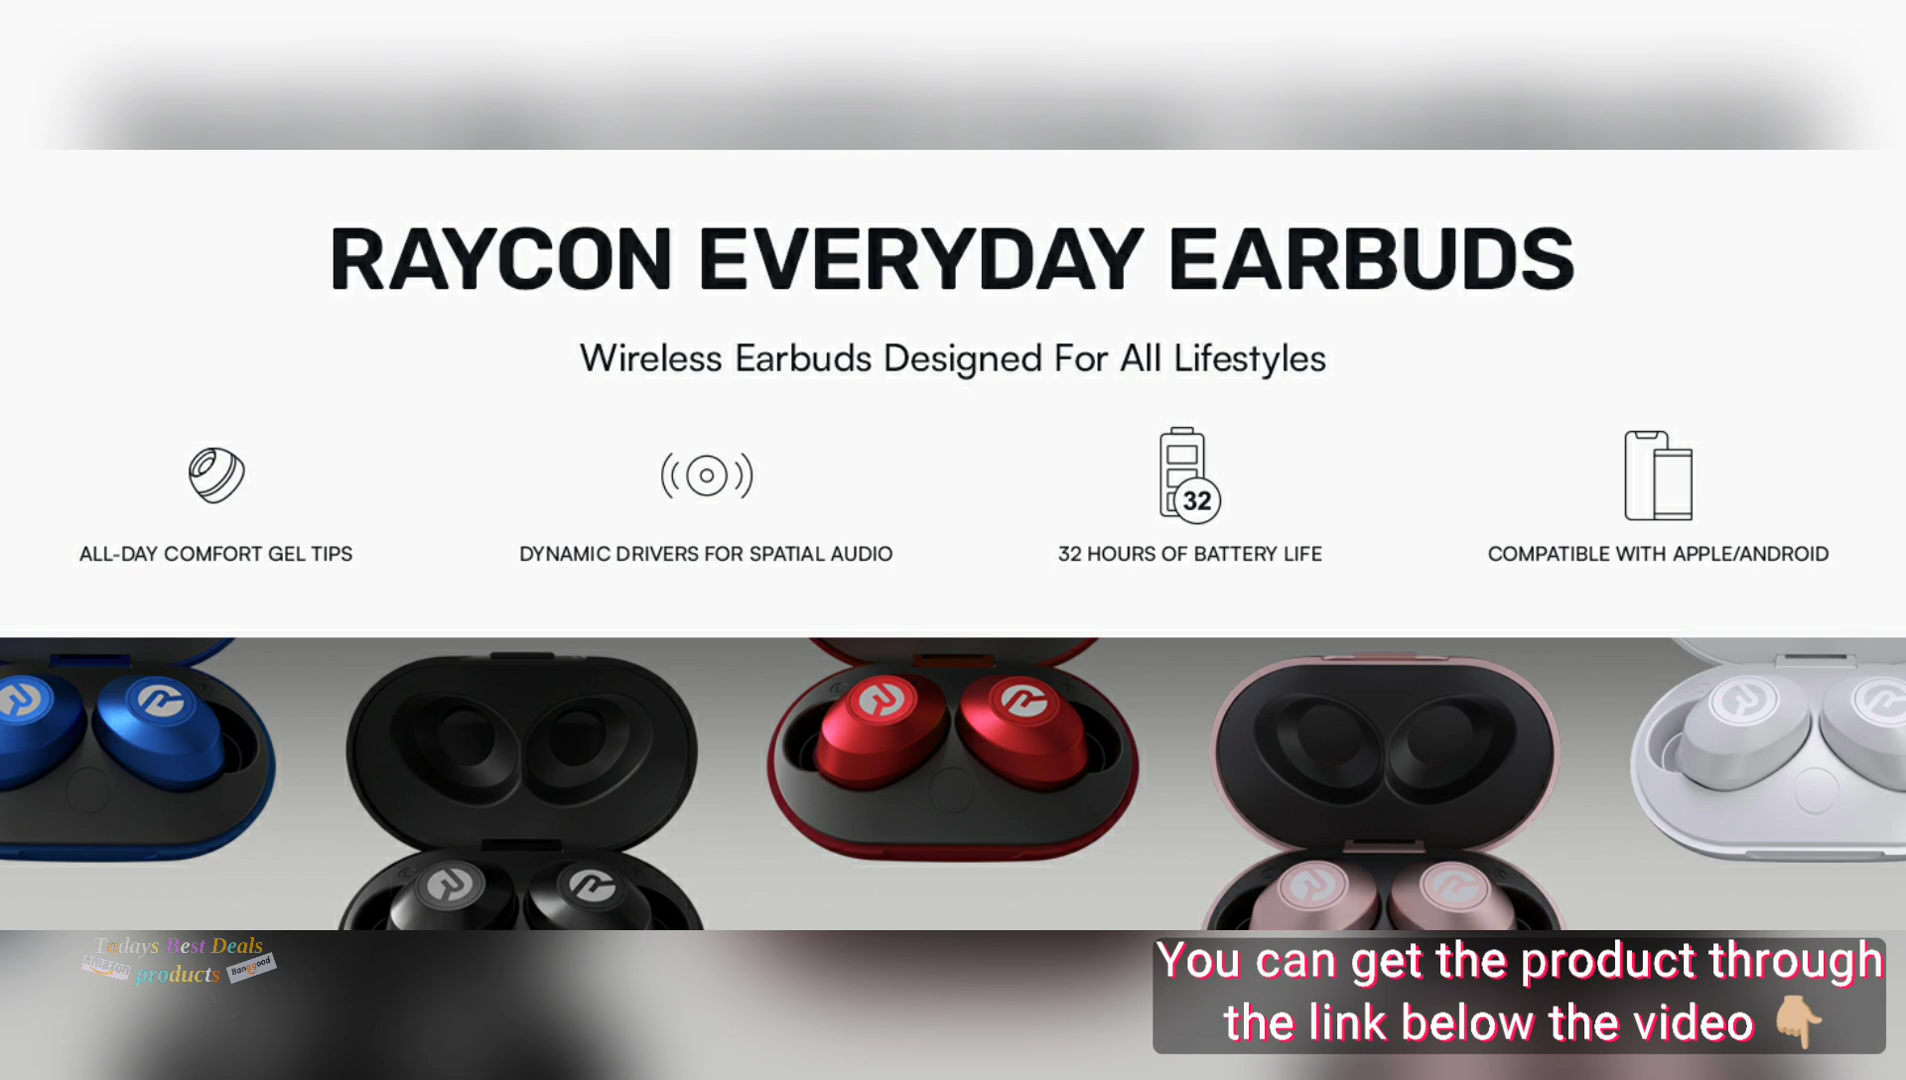 RAYCON EVERYDAY EARBUDS
Wireless Earbuds Designed For All Lifestyles
32
ALL-DAY COMFORT GEL TIPS
DYNAMIC DRIVERS FOR SPATIAL AUDIO
32 HOURS OF BATTERY LIFE
COMPATIBLE WITH APPLE/ANDROID
Todays Best Deals
Amazon products Banggood
You can get the product through
the link below the video 👇🏼